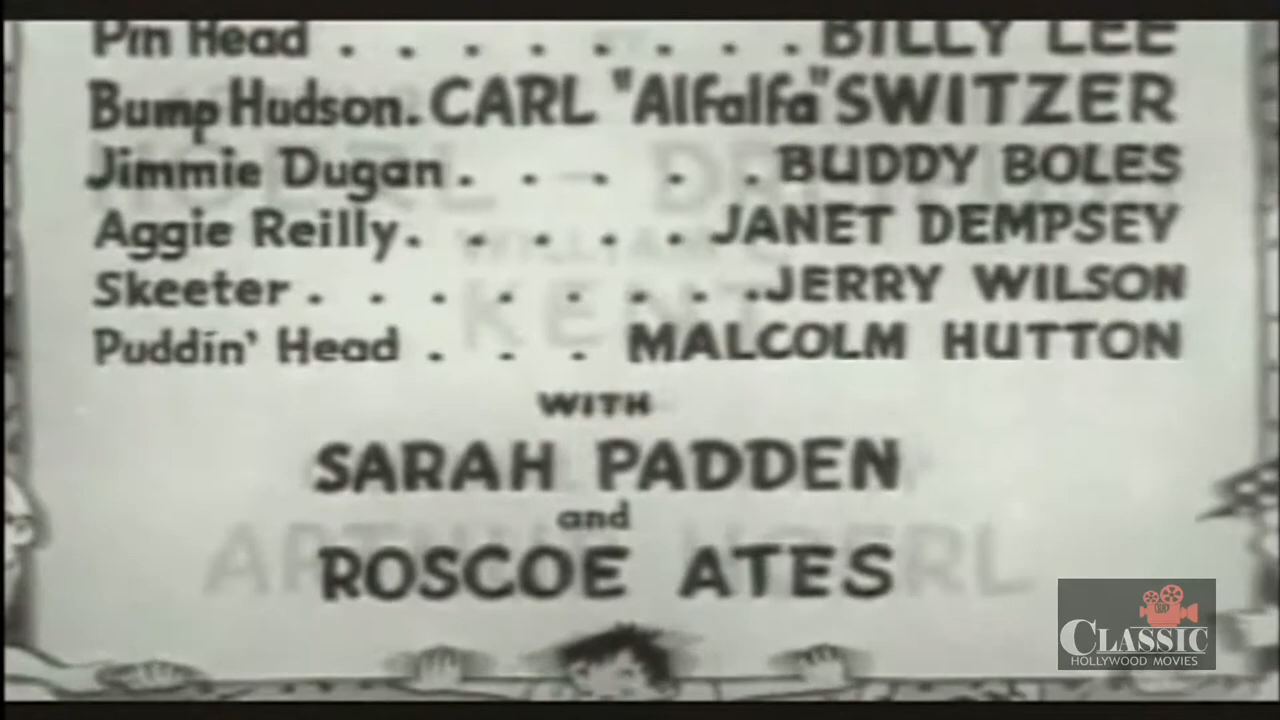 Pin Head . . . . . . . . BILLY LEE
Bump Hudson. CARL "Alfalfa" SWITZER
Jimmie Dugan . . . . . BUDDY BOLES
Aggie Reilly . . . . . JANET DEMPSEY
Skeeter . . . . . . . . JERRY WILSON
Puddin' Head . . . MALCOLM HUTTON
WITH
SARAH PADDEN
and
ROSCOE ATES
CLASSIC
HOLLYWOOD MOVIES